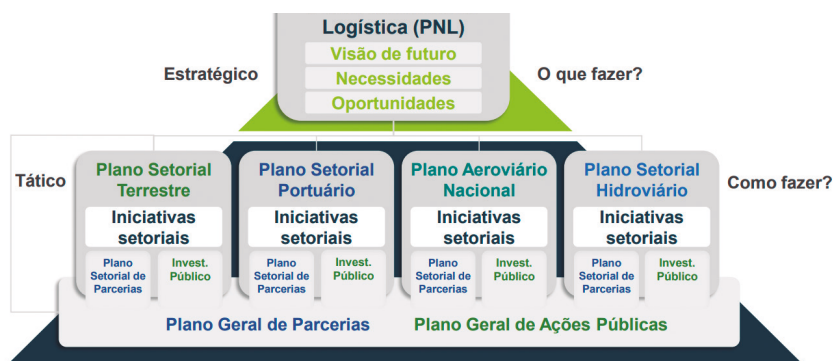 Logística (PNL)
Visão de futuro
Necessidades
Oportunidades
Estratégico
O que fazer?
Tático
Plano Setorial
Terrestre
Iniciativas
setoriais
Plano
Setorial de
Parcerias
Invest.
Público
Plano Setorial
Portuário
Iniciativas
setoriais
Plano
Setorial de
Parcerias
Invest.
Público
Plano Aeroviário
Nacional
Iniciativas
setoriais
Plano
Setorial de
Parcerias
Invest.
Público
Plano Setorial
Hidroviário
Iniciativas
setoriais
Plano
Setorial de
Parcerias
Invest.
Público
Como fazer?
Plano Geral de Parcerias
Plano Geral de Ações Públicas